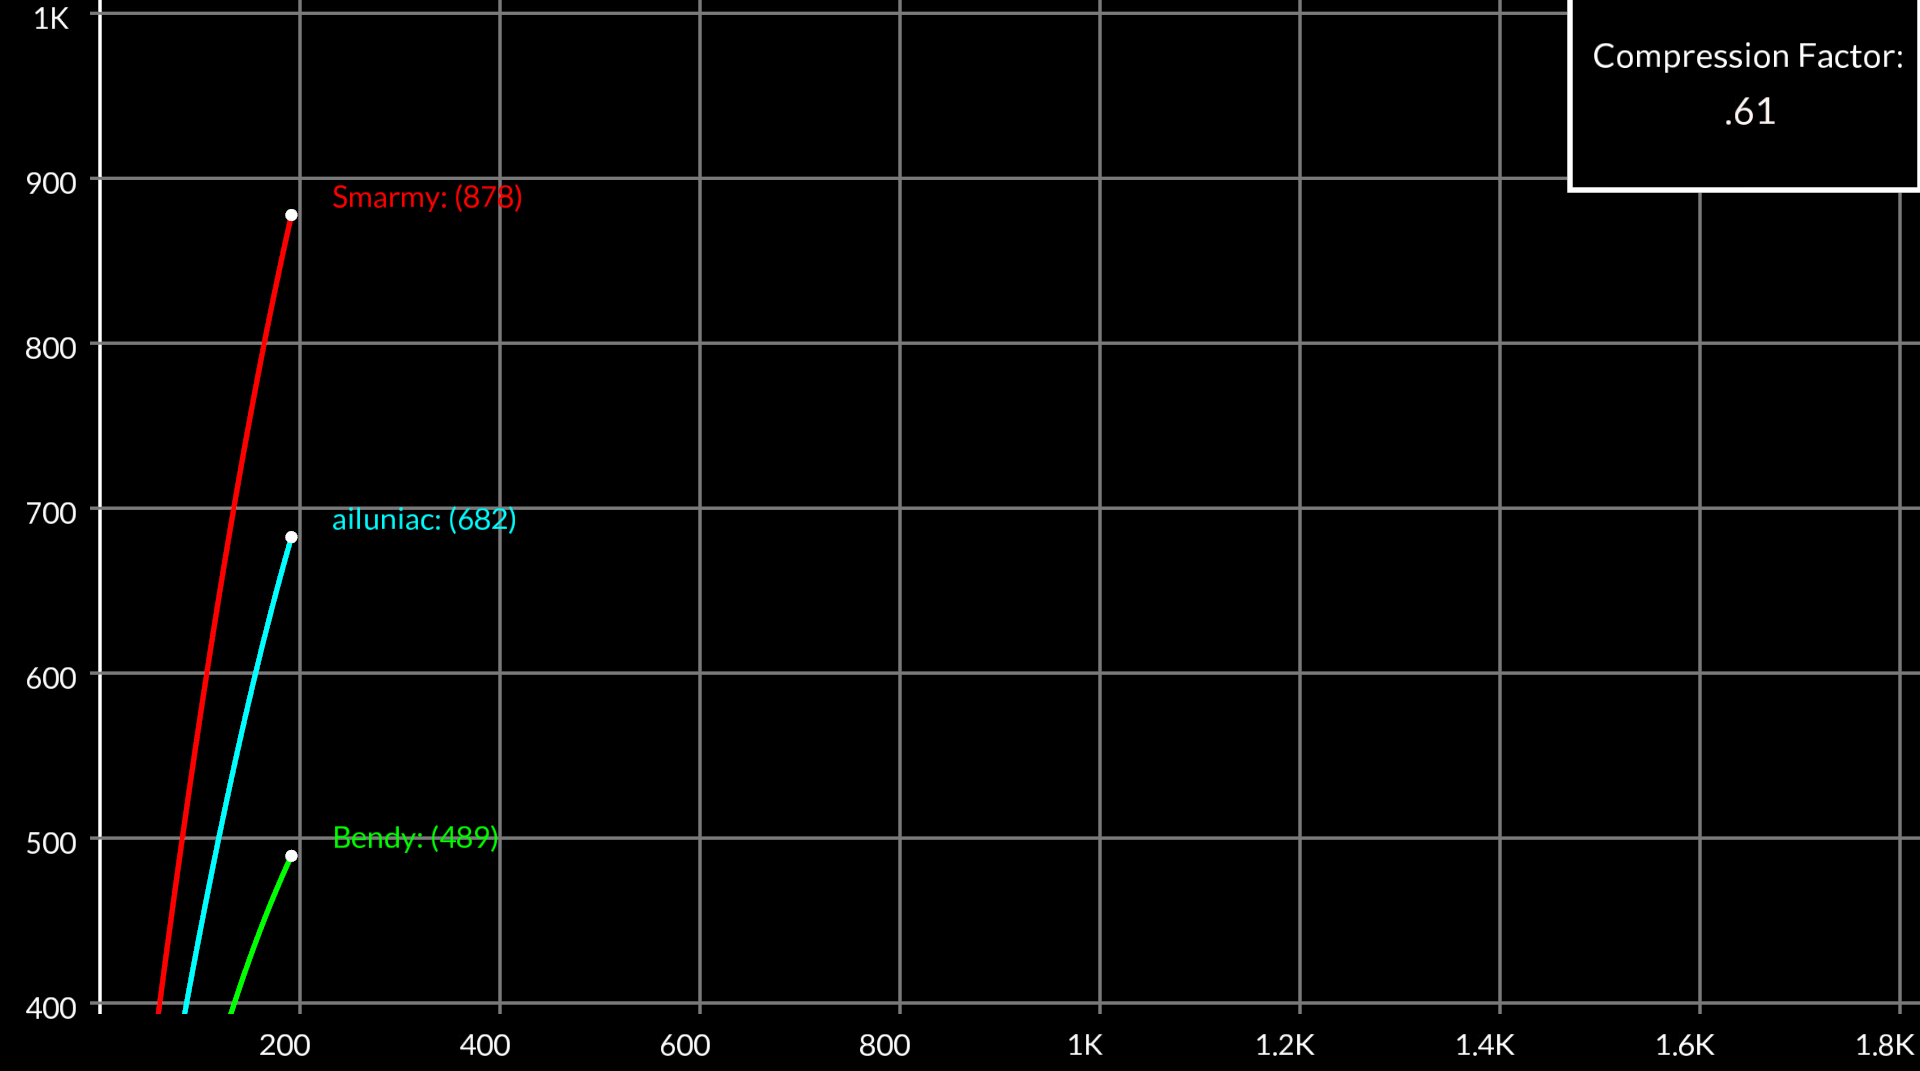 1K
Compression Factor:
.61
900
Smarmy: (878)
800
700
ailuniac: (682)
600
500
Bendy: (489)
400
200 400 600 800 1K 1.2K 1.4K 1.6K 1.8K